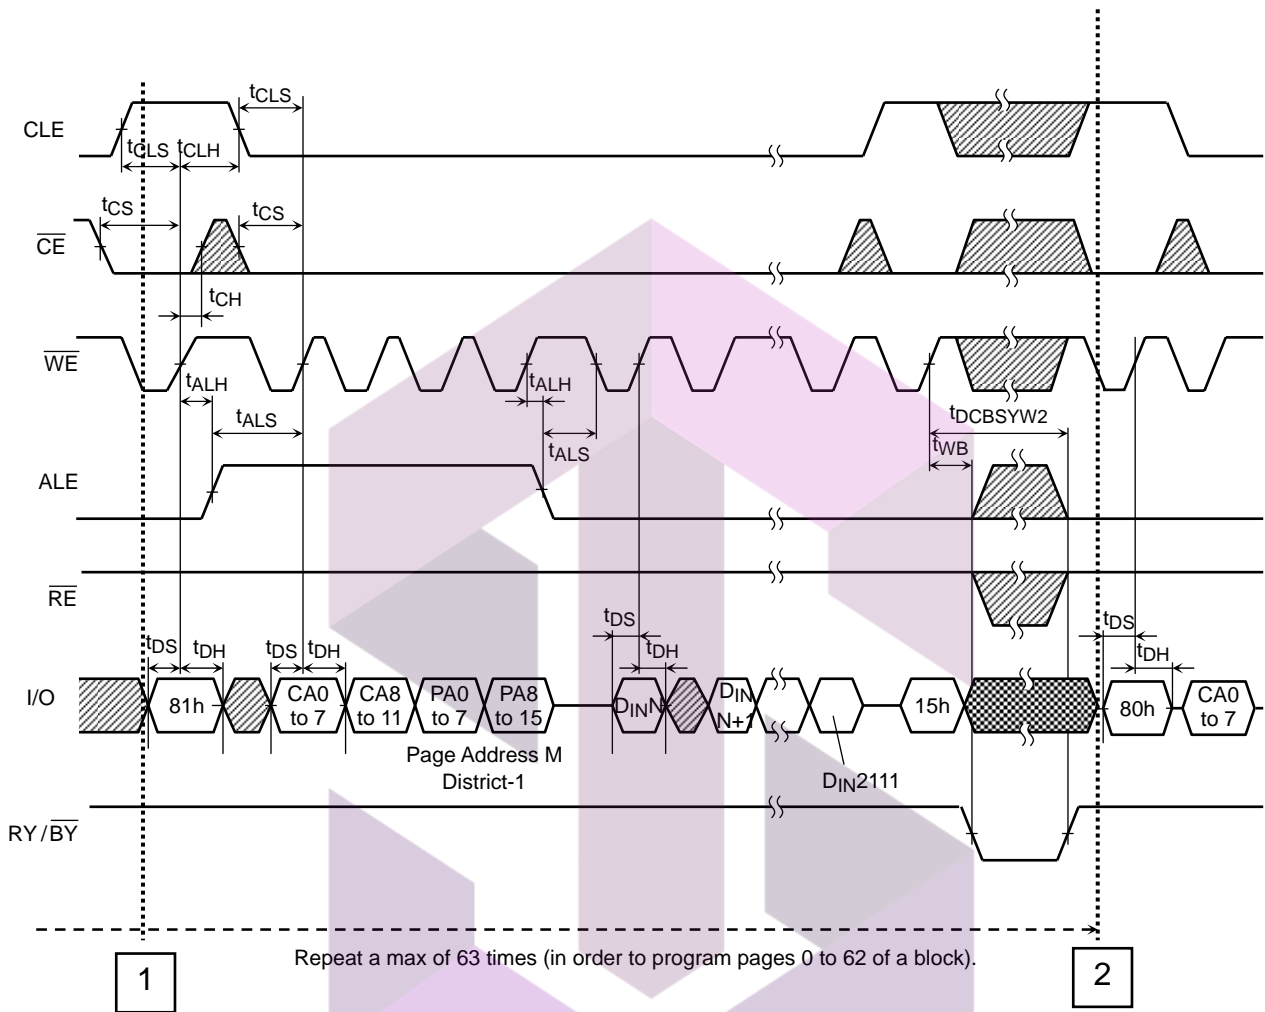 tCLS
CLE
tCLS tCLH
tCS tCS
CE
tCH
WE
tALH tALH
tALS tDCBSYW2
tALS tWB
ALE
RE
tDS tDS
tDS tDH tDS tDH tDH tDH
I/O 81h CA0 to 7 CA8 to 11 PA0 to 7 PA8 to 15 DINN DIN N+1 15h 80h CA0 to 7
Page Address M
District-1
DIN2111
RY/BY
Repeat a max of 63 times (in order to program pages 0 to 62 of a block).
1 2